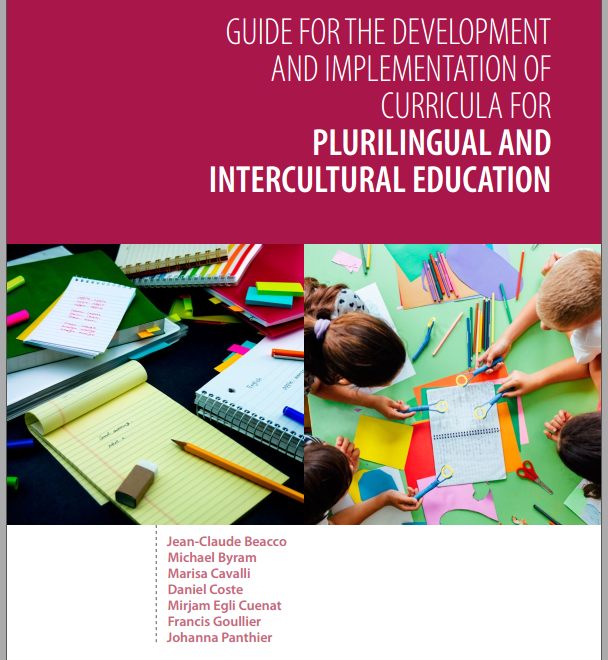 GUIDE FOR THE DEVELOPMENT
AND IMPLEMENTATION OF
CURRICULA FOR
PLURILINGUAL AND
INTERCULTURAL EDUCATION
Jean-Claude Beacco
Michael Byram
Marisa Cavalli
Daniel Coste
Mirjam Egli Cuenat
Francis Goullier
Johanna Panthier